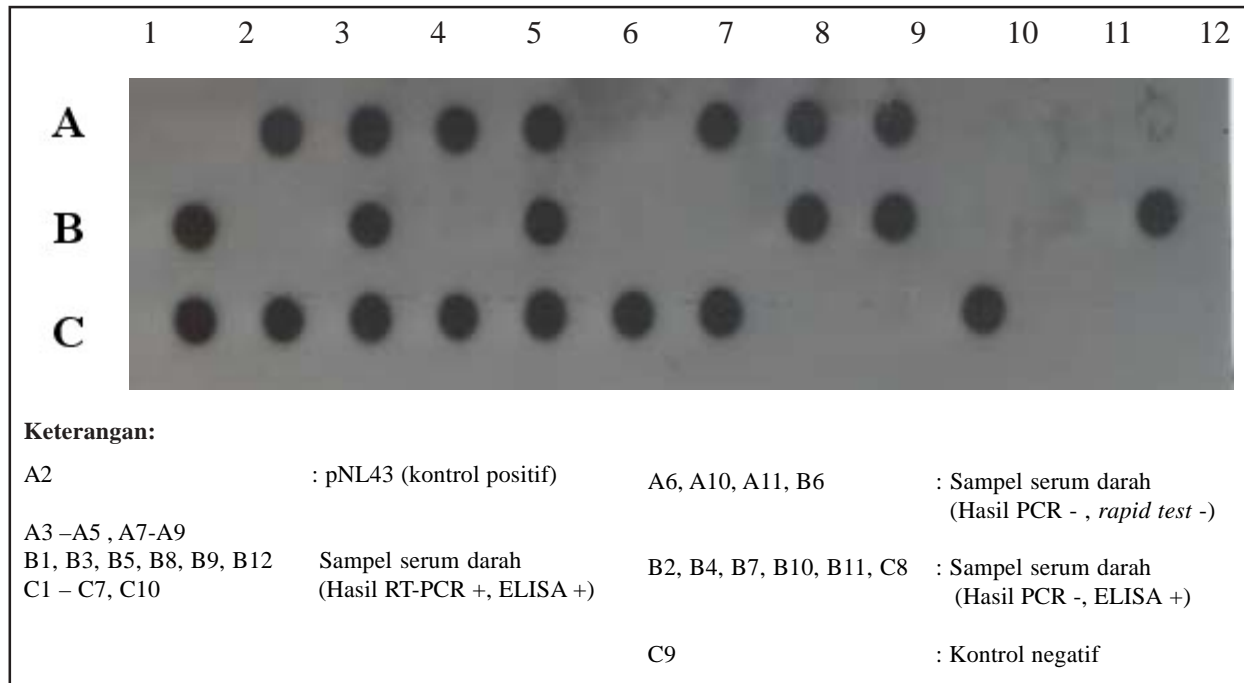 1 2 3 4 5 6 7 8 9 10 11 12
A
B
C
Keterangan:
A2 : pNL43 (kontrol positif)
A3 –A5 , A7-A9
B1, B3, B5, B8, B9, B12 Sampel serum darah
C1 – C7, C10 (Hasil RT-PCR +, ELISA +)
A6, A10, A11, B6 : Sampel serum darah
(Hasil PCR - , rapid test -)
B2, B4, B7, B10, B11, C8 : Sampel serum darah
(Hasil PCR -, ELISA +)
C9 : Kontrol negatif